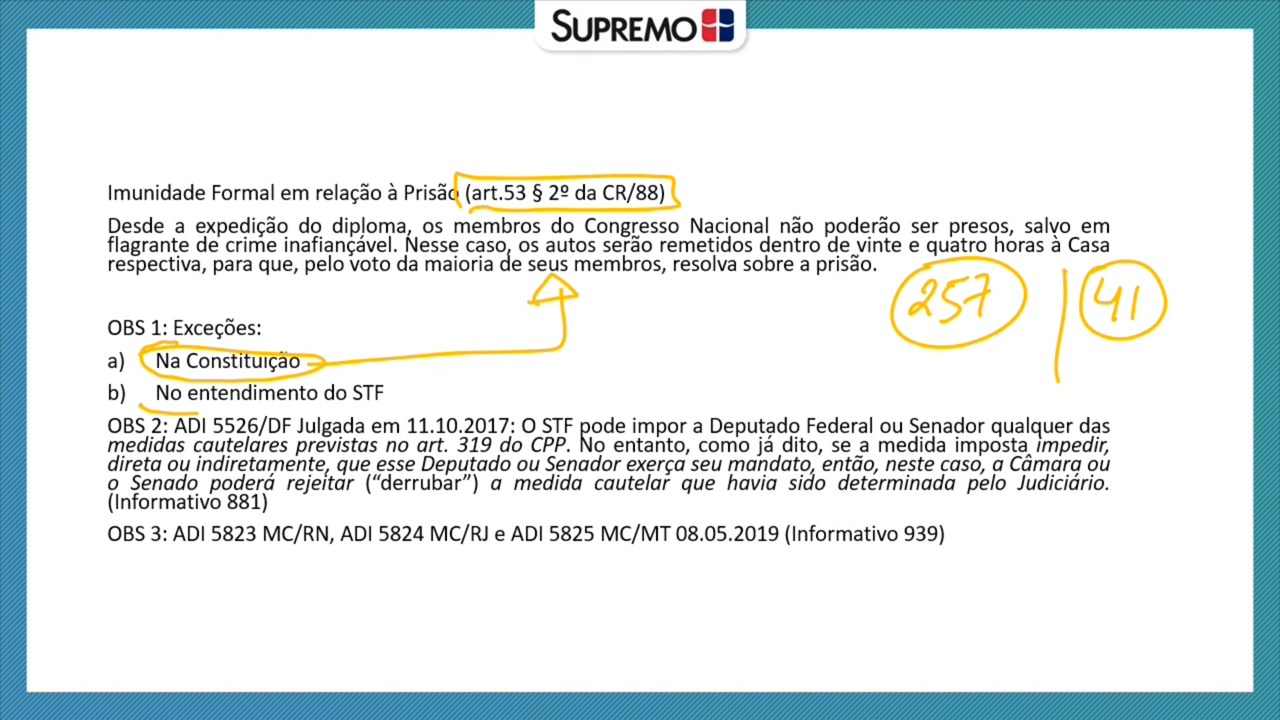 SUPREMO
Imunidade Formal em relação à Prisão (art.53 § 2º da CR/88)
Desde a expedição do diploma, os membros do Congresso Nacional não poderão ser presos, salvo em
flagrante de crime inafiançável. Nesse caso, os autos serão remetidos dentro de vinte e quatro horas à Casa
respectiva, para que, pelo voto da maioria de seus membros, resolva sobre a prisão.
257 41
OBS 1: Exceções:
a) Na Constituição
b) No entendimento do STF
OBS 2: ADI 5526/DF Julgada em 11.10.2017: O STF pode impor a Deputado Federal ou Senador qualquer das
medidas cautelares previstas no art. 319 do CPP. No entanto, como já dito, se a medida imposta impedir,
direta ou indiretamente, que esse Deputado ou Senador exerça seu mandato, então, neste caso, a Câmara ou
o Senado poderá rejeitar (“derrubar”) a medida cautelar que havia sido determinada pelo Judiciário.
(Informativo 881)
OBS 3: ADI 5823 MC/RN, ADI 5824 MC/RJ e ADI 5825 MC/MT 08.05.2019 (Informativo 939)